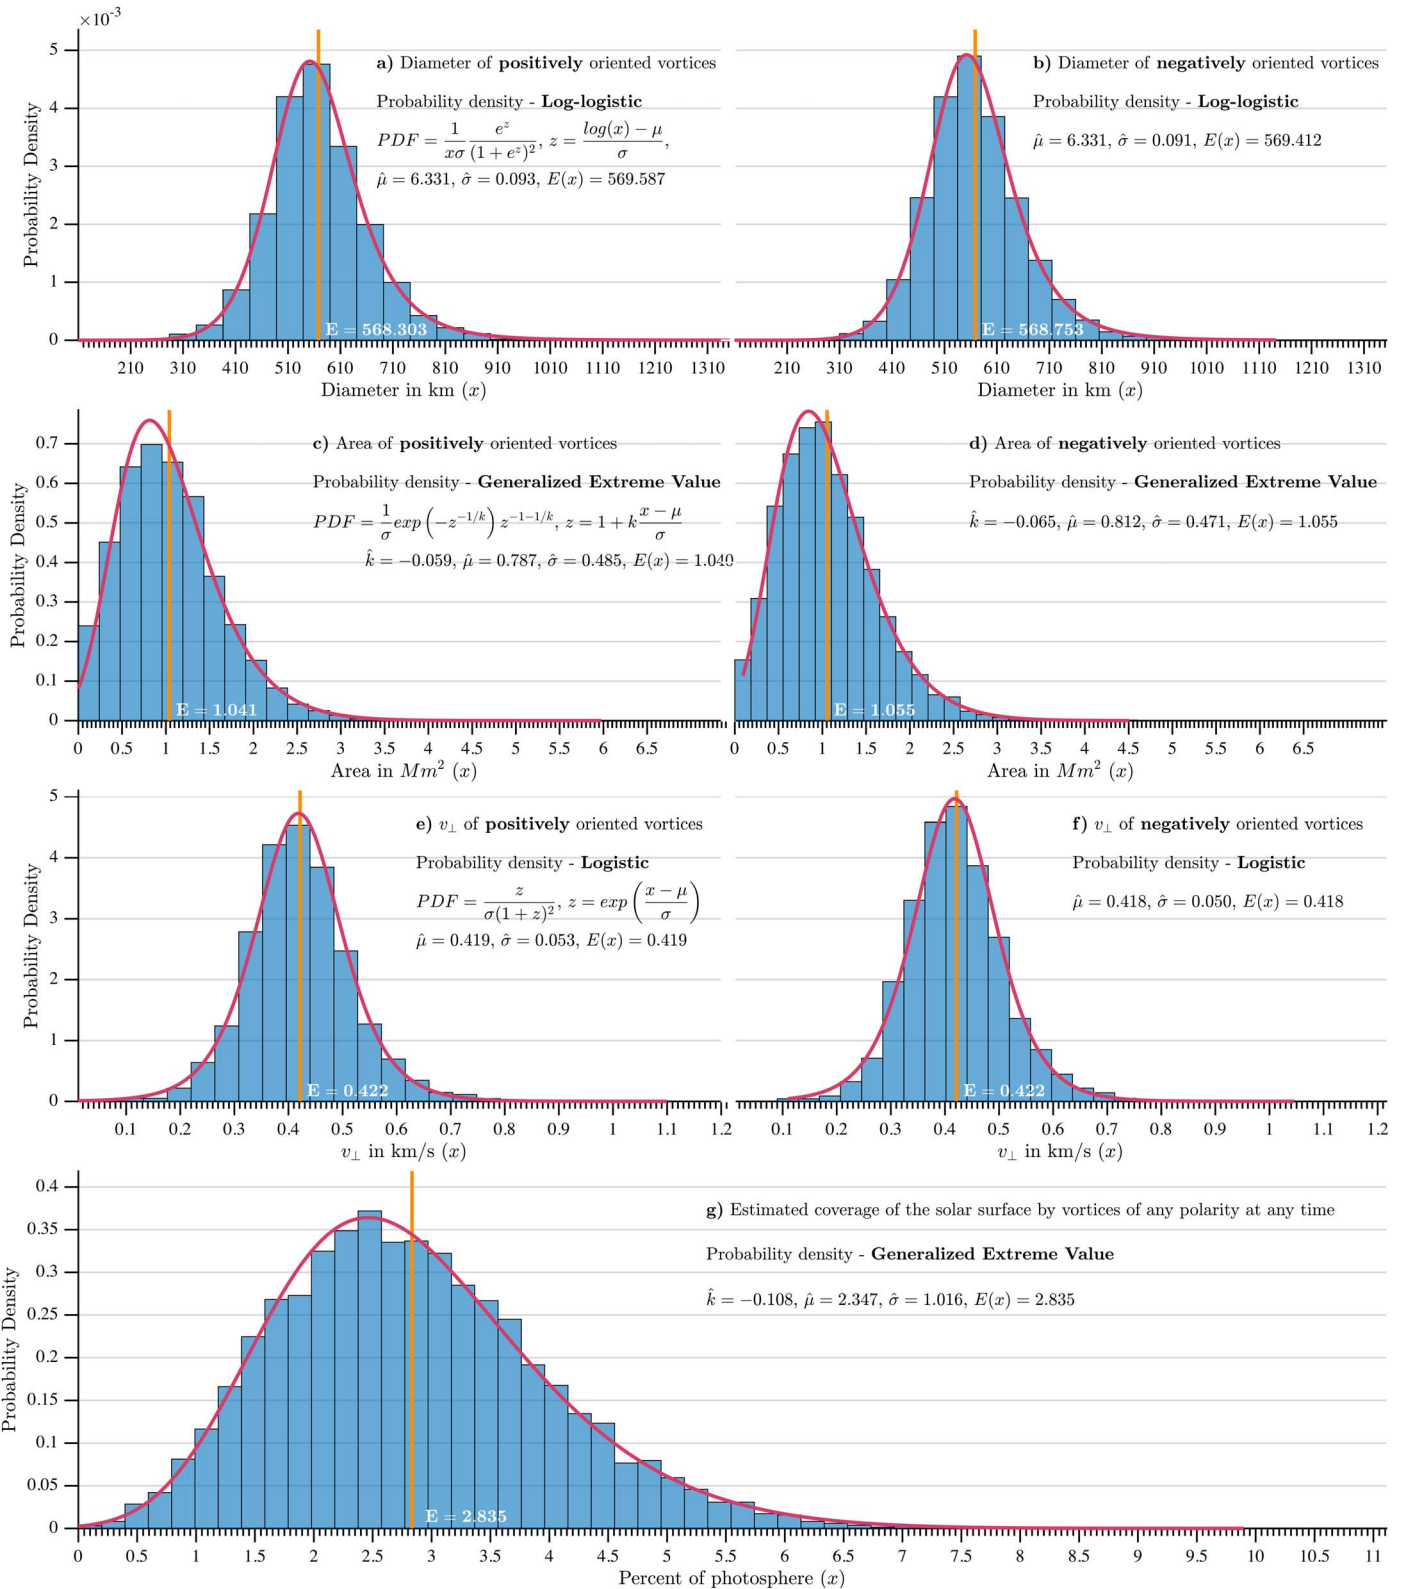 ×10⁻³
Probability Density
5
4
3
2
1
0
a) Diameter of positively oriented vortices
Probability density - Log-logistic
PDF = \frac{1}{xσ} \frac{e^z}{(1 + e^z)^2}, z = \frac{log(x) − μ}{σ},
μ̂ = 6.331, σ̂ = 0.093, E(x) = 569.587
E = 568.303
210 310 410 510 610 710 810 910 1010 1110 1210 1310
Diameter in km (x)
b) Diameter of negatively oriented vortices
Probability density - Log-logistic
μ̂ = 6.331, σ̂ = 0.091, E(x) = 569.412
E = 568.753
210 310 410 510 610 710 810 910 1010 1110 1210 1310
Diameter in km (x)
Probability Density
0.7
0.6
0.5
0.4
0.3
0.2
0.1
0
c) Area of positively oriented vortices
Probability density - Generalized Extreme Value
PDF = \frac{1}{σ} exp(−z^{−1/k}) z^{−1−1/k}, z = 1 + k\frac{x − μ}{σ}
k̂ = −0.059, μ̂ = 0.787, σ̂ = 0.485, E(x) = 1.040
E = 1.041
0 0.5 1 1.5 2 2.5 3 3.5 4 4.5 5 5.5 6 6.5
Area in Mm² (x)
d) Area of negatively oriented vortices
Probability density - Generalized Extreme Value
k̂ = −0.065, μ̂ = 0.812, σ̂ = 0.471, E(x) = 1.055
E = 1.055
0 0.5 1 1.5 2 2.5 3 3.5 4 4.5 5 5.5 6 6.5
Area in Mm² (x)
Probability Density
5
4
3
2
1
0
e) v⊥ of positively oriented vortices
Probability density - Logistic
PDF = \frac{z}{σ(1 + z)^2}, z = exp(\frac{x − μ}{σ})
μ̂ = 0.419, σ̂ = 0.053, E(x) = 0.419
E = 0.422
0.1 0.2 0.3 0.4 0.5 0.6 0.7 0.8 0.9 1 1.1 1.2
v⊥ in km/s (x)
f) v⊥ of negatively oriented vortices
Probability density - Logistic
μ̂ = 0.418, σ̂ = 0.050, E(x) = 0.418
E = 0.422
0.1 0.2 0.3 0.4 0.5 0.6 0.7 0.8 0.9 1 1.1 1.2
v⊥ in km/s (x)
Probability Density
0.4
0.35
0.3
0.25
0.2
0.15
0.1
0.05
0
g) Estimated coverage of the solar surface by vortices of any polarity at any time
Probability density - Generalized Extreme Value
k̂ = −0.108, μ̂ = 2.347, σ̂ = 1.016, E(x) = 2.835
E = 2.835
0 0.5 1 1.5 2 2.5 3 3.5 4 4.5 5 5.5 6 6.5 7 7.5 8 8.5 9 9.5 10 10.5 11
Percent of photosphere (x)